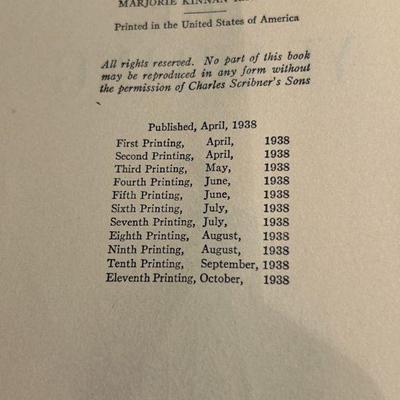 MARJORIE KINNAN
Printed in the United States of America
All rights reserved. No part of this book
may be reproduced in any form without
the permission of Charles Scribner's Sons
Published, April, 1938
First Printing, April, 1938
Second Printing, April, 1938
Third Printing, May, 1938
Fourth Printing, June, 1938
Fifth Printing, June, 1938
Sixth Printing, July, 1938
Seventh Printing, July, 1938
Eighth Printing, August, 1938
Ninth Printing, August, 1938
Tenth Printing, September, 1938
Eleventh Printing, October, 1938